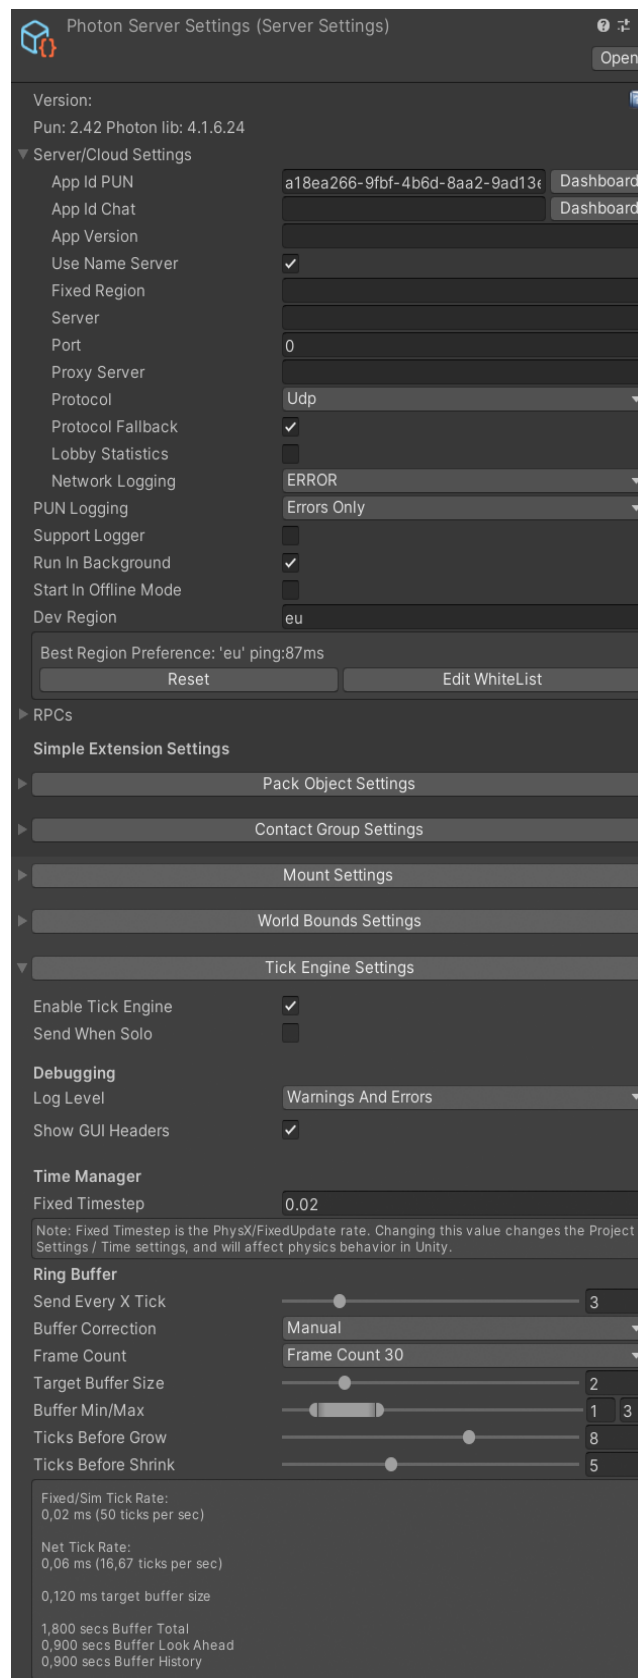 Photon Server Settings (Server Settings)
Open
Version:
Pun: 2.42 Photon lib: 4.1.6.24
Server/Cloud Settings
App Id PUN a18ea266-9fbf-4b6d-8aa2-9ad13e Dashboard
App Id Chat Dashboard
App Version
Use Name Server
Fixed Region
Server
Port 0
Proxy Server
Protocol Udp
Protocol Fallback
Lobby Statistics
Network Logging ERROR
PUN Logging Errors Only
Support Logger
Run In Background
Start In Offline Mode
Dev Region eu
Best Region Preference: 'eu' ping:87ms
Reset Edit WhiteList
RPCs
Simple Extension Settings
Pack Object Settings
Contact Group Settings
Mount Settings
World Bounds Settings
Tick Engine Settings
Enable Tick Engine
Send When Solo
Debugging
Log Level Warnings And Errors
Show GUI Headers
Time Manager
Fixed Timestep 0.02
Note: Fixed Timestep is the PhysX/FixedUpdate rate. Changing this value changes the Project
Settings / Time settings, and will affect physics behavior in Unity.
Ring Buffer
Send Every X Tick 3
Buffer Correction Manual
Frame Count Frame Count 30
Target Buffer Size 2
Buffer Min/Max 1 3
Ticks Before Grow 8
Ticks Before Shrink 5
Fixed/Sim Tick Rate:
0,02 ms (50 ticks per sec)
Net Tick Rate:
0,06 ms (16,67 ticks per sec)
0,120 ms target buffer size
1,800 secs Buffer Total
0,900 secs Buffer Look Ahead
0,900 secs Buffer History